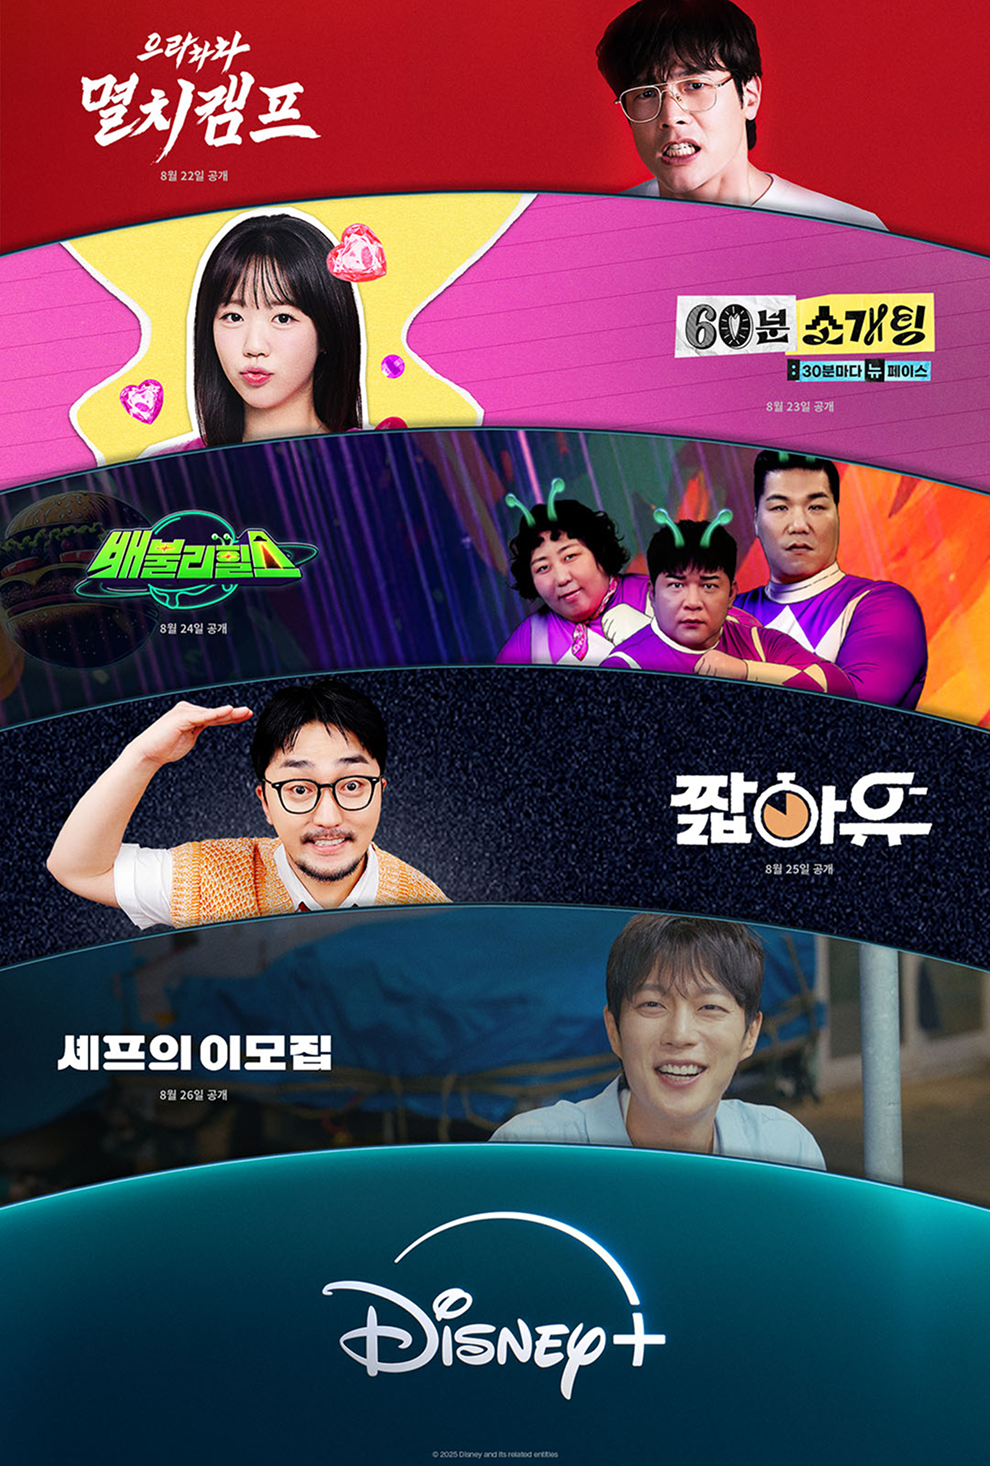 으라차차
멸치캠프
8월 22일 공개
60분 소개팅
:30분마다 뉴 페이스
8월 23일 공개
배불리힐스
8월 24일 공개
짧아유
8월 25일 공개
셰프의 이모집
8월 26일 공개
Disney+
© 2025 Disney and its related entities